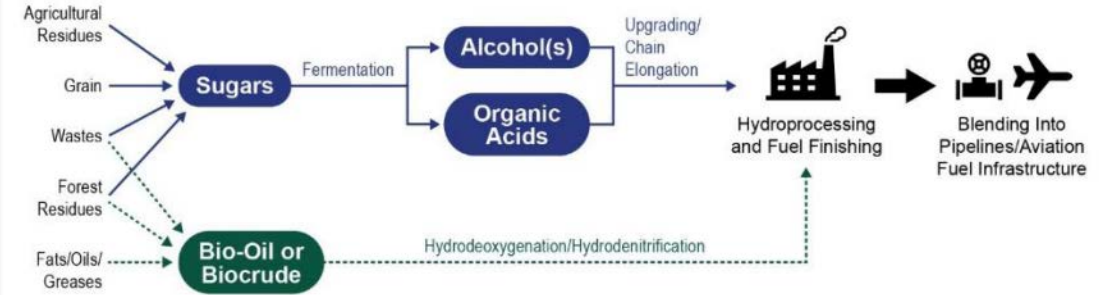 Agricultural
Residues
Grain
Wastes
Forest
Residues
Fats/Oils/
Greases
Sugars
Fermentation
Alcohol(s)
Organic
Acids
Upgrading/
Chain
Elongation
Bio-Oil or
Biocrude
Hydrodeoxygenation/Hydrodenitrification
Hydroprocessing
and Fuel Finishing
Blending Into
Pipelines/Aviation
Fuel Infrastructure